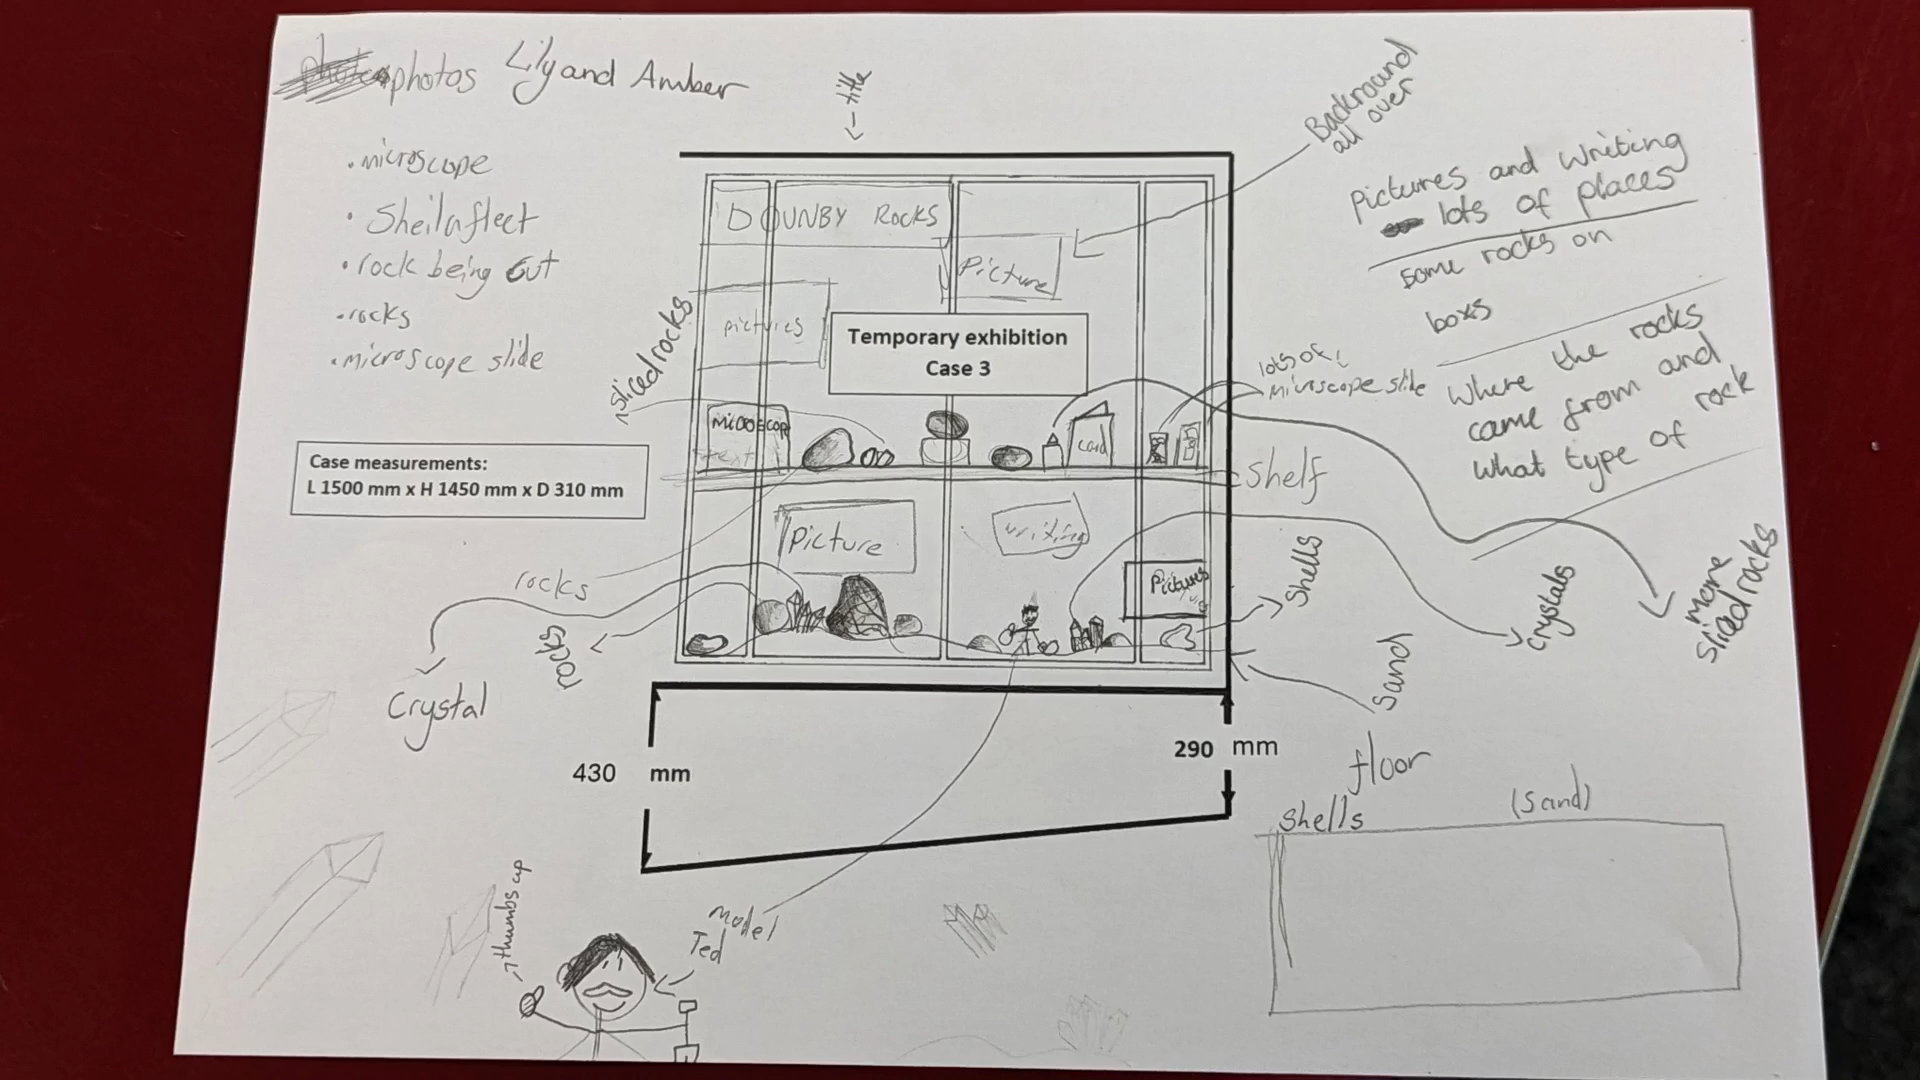 photos Lily and Amber
• microscope
• Sheilafleet
• rock being cut
• rocks
• microscope slide
title
Backround
all over
Pictures and writing
lots of places
some rocks on
boxs
Where the rocks
came from and
what type of rock
DOUNBY ROCKS
Picture
pictures
sliced rocks
Temporary exhibition
Case 3
lots of
microscope slide
card
shelf
Case measurements:
L 1500 mm x H 1450 mm x D 310 mm
Picture
writing
Pictures
rocks
rocks
Crystal
Shells
Sand
crystals
more
sliced rocks
430 mm
290 mm
floor
Shells
(Sand)
thumbs up
model
Ted